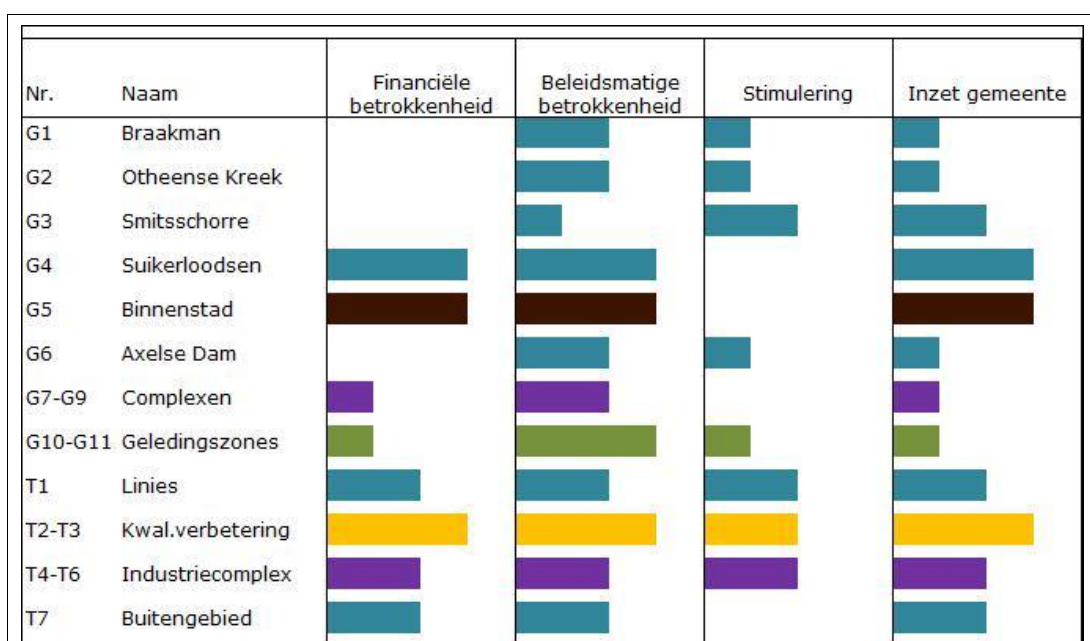 Nr. Naam Financiële betrokkenheid Beleidsmatige betrokkenheid Stimulering Inzet gemeente
G1 Braakman
G2 Otheense Kreek
G3 Smitsschorre
G4 Suikerloodsen
G5 Binnenstad
G6 Axelse Dam
G7-G9 Complexen
G10-G11 Geledingszones
T1 Linies
T2-T3 Kwal.verbetering
T4-T6 Industriecomplex
T7 Buitengebied